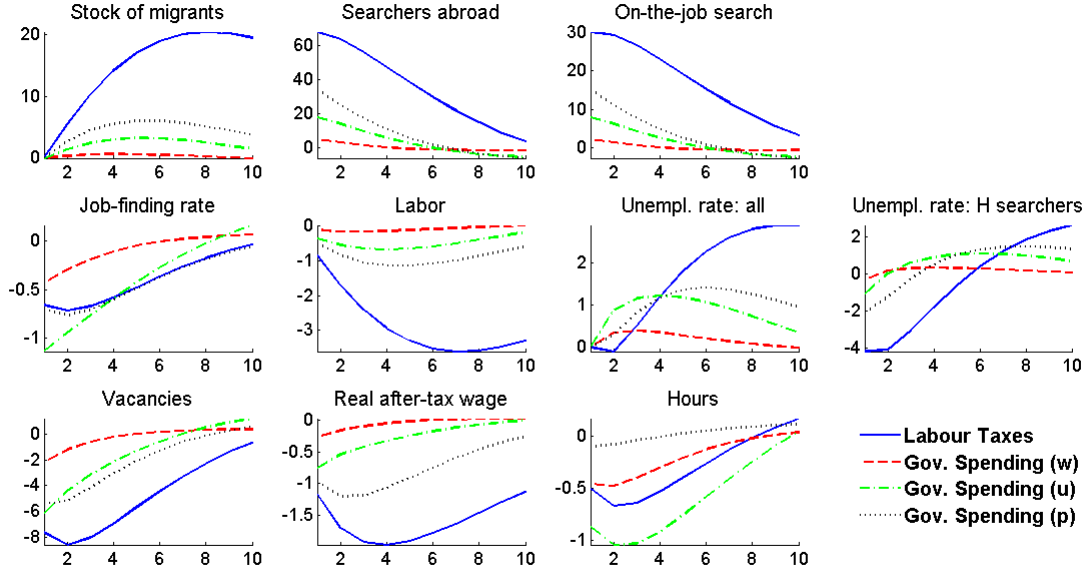 Stock of migrants Searchers abroad On-the-job search
20
10
0
2 4 6 8 10
60
40
20
0
2 4 6 8 10
30
20
10
0
2 4 6 8 10
Job-finding rate Labor Unempl. rate: all Unempl. rate: H searchers
0
-0.5
-1
2 4 6 8 10
0
-1
-2
-3
2 4 6 8 10
2
1
0
2 4 6 8 10
2
0
-2
-4
2 4 6 8 10
Vacancies Real after-tax wage Hours
0
-2
-4
-6
-8
2 4 6 8 10
0
-0.5
-1
-1.5
2 4 6 8 10
0
-0.5
-1
2 4 6 8 10
Labour Taxes
Gov. Spending (w)
Gov. Spending (u)
Gov. Spending (p)